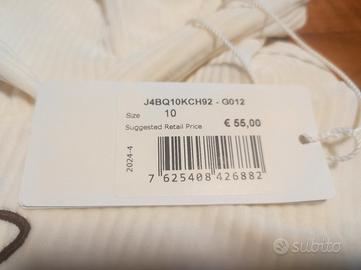 J4BQ10KCH92 - G012
Size 10
Suggested Retail Price € 55,00
2024-4
7 625408 426882
subito